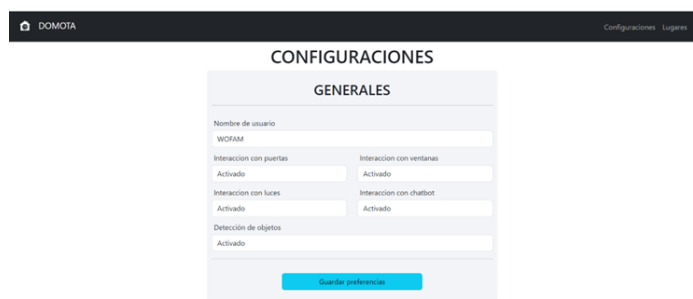 DOMOTA
Configuraciones Lugares
CONFIGURACIONES
GENERALES
Nombre de usuario
WOFAM
Interaccion con puertas Interaccion con ventanas
Activado Activado
Interaccion con luces Interaccion con chatbot
Activado Activado
Detección de objetos
Activado
Guardar preferencias